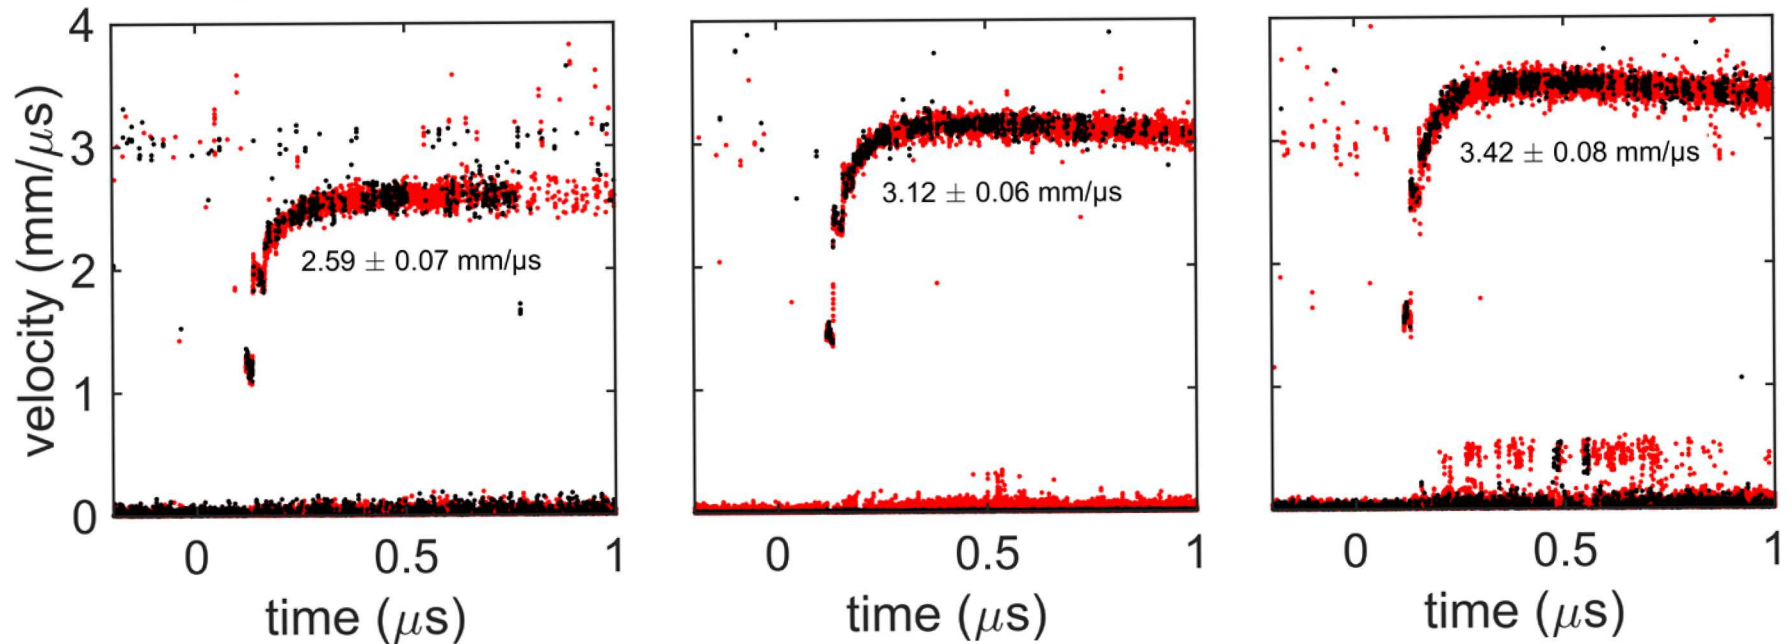 4
3
2
1
0
velocity (mm/μs)
2.59 ± 0.07 mm/μs
0 0.5 1
time (μs)
3.12 ± 0.06 mm/μs
0 0.5 1
time (μs)
3.42 ± 0.08 mm/μs
0 0.5 1
time (μs)